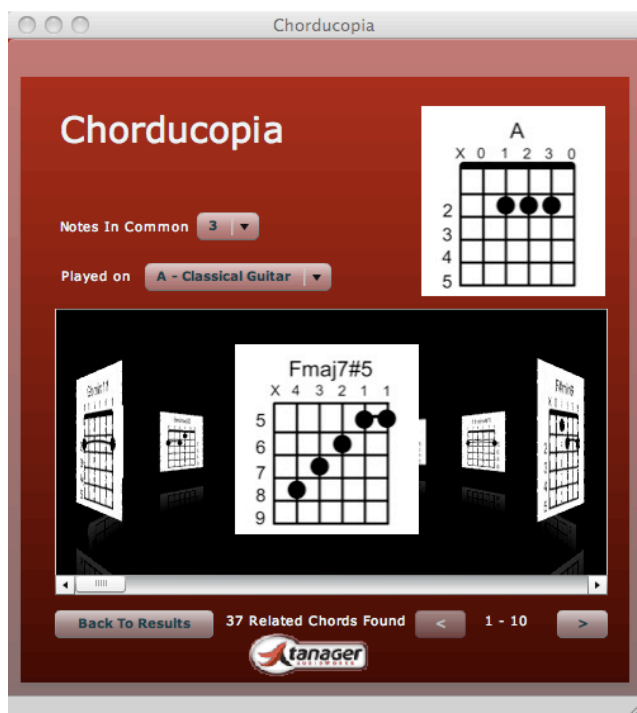 Chorducopia
Chorducopia
A
X 0 1 2 3 0
2
3
4
5
Notes In Common 3
Played on A - Classical Guitar
Fmaj7#5
X 4 3 2 1 1
5
6
7
8
9
Back To Results 37 Related Chords Found < 1 - 10 >
tanager
AUDIOWORKS